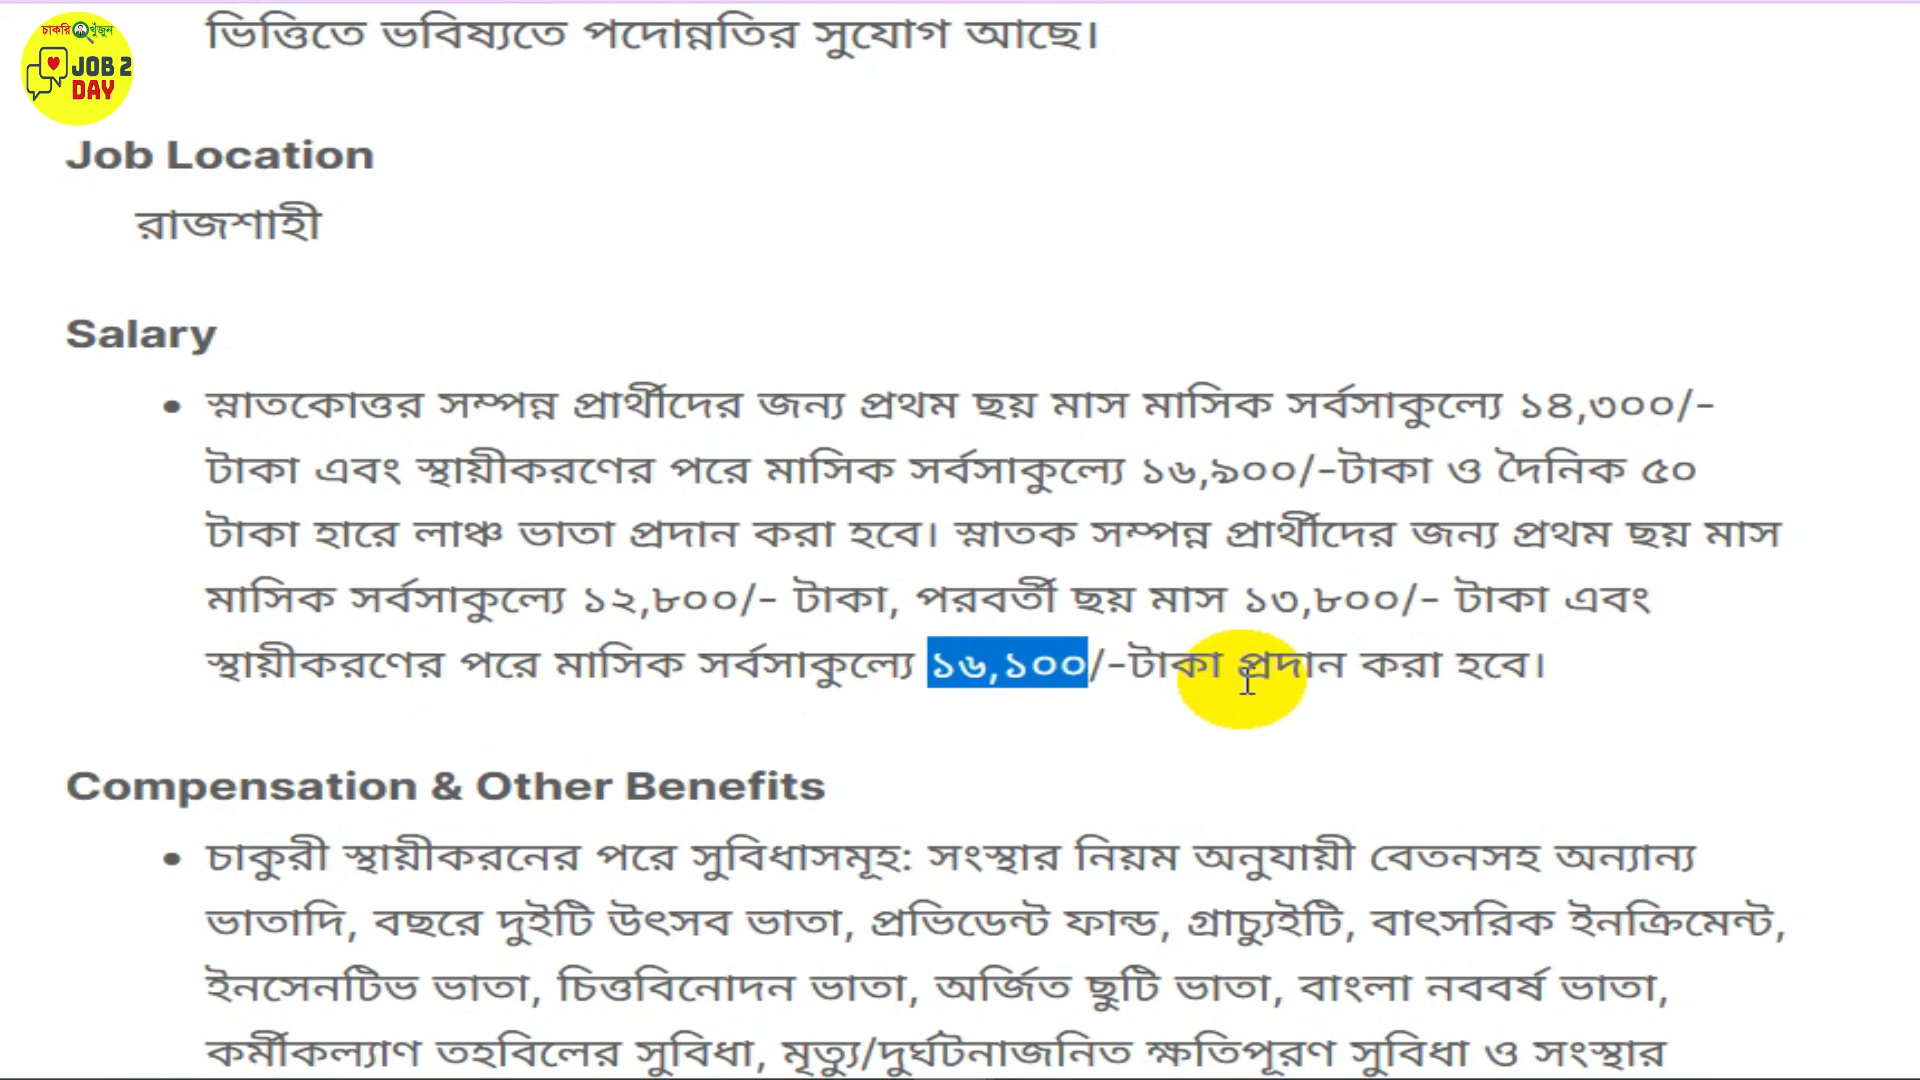 ভিত্তিতে ভবিষ্যতে পদোন্নতির সুযোগ আছে।
চাকরি খুঁজুন
JOB 2
DAY
Job Location
রাজশাহী
Salary
• স্নাতকোত্তর সম্পন্ন প্রার্থীদের জন্য প্রথম ছয় মাস মাসিক সর্বসাকুল্যে ১৪,৩০০/-
টাকা এবং স্থায়ীকরণের পরে মাসিক সর্বসাকুল্যে ১৬,৯০০/-টাকা ও দৈনিক ৫০
টাকা হারে লাঞ্চ ভাতা প্রদান করা হবে। স্নাতক সম্পন্ন প্রার্থীদের জন্য প্রথম ছয় মাস
মাসিক সর্বসাকুল্যে ১২,৮০০/- টাকা, পরবর্তী ছয় মাস ১৩,৮০০/- টাকা এবং
স্থায়ীকরণের পরে মাসিক সর্বসাকুল্যে ১৬,১০০/-টাকা প্রদান করা হবে।
Compensation & Other Benefits
• চাকুরী স্থায়ীকরনের পরে সুবিধাসমূহ: সংস্থার নিয়ম অনুযায়ী বেতনসহ অন্যান্য
ভাতাদি, বছরে দুইটি উৎসব ভাতা, প্রভিডেন্ট ফান্ড, গ্রাচ্যুইটি, বাৎসরিক ইনক্রিমেন্ট,
ইনসেনটিভ ভাতা, চিত্তবিনোদন ভাতা, অর্জিত ছুটি ভাতা, বাংলা নববর্ষ ভাতা,
কর্মীকল্যাণ তহবিলের সুবিধা, মৃত্যু/দুর্ঘটনাজনিত ক্ষতিপূরণ সুবিধা ও সংস্থার